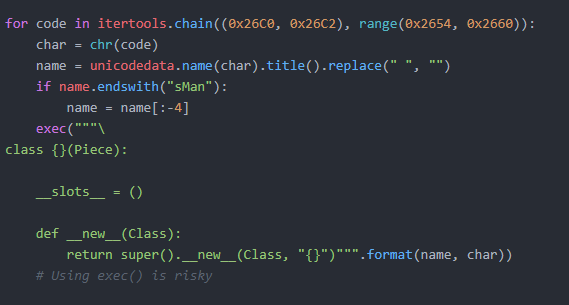 for code in itertools.chain((0x26C0, 0x26C2), range(0x2654, 0x2660)):
    char = chr(code)
    name = unicodedata.name(char).title().replace(" ", "")
    if name.endswith("sMan"):
        name = name[:-4]
    exec("""\
class {}(Piece):

    __slots__ = ()

    def __new__(Class):
        return super().__new__(Class, "{}")""".format(name, char))
    # Using exec() is risky